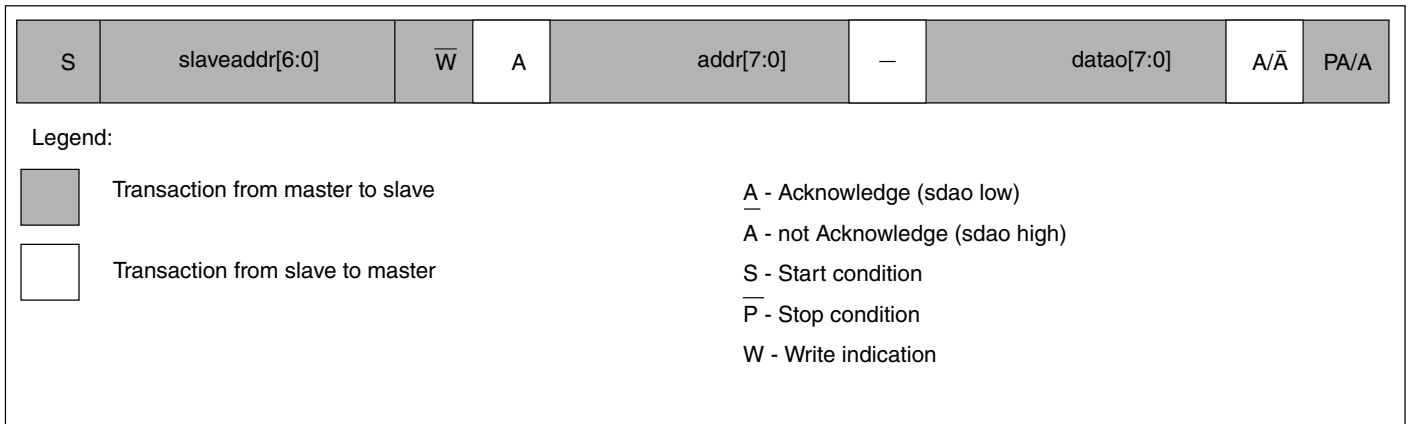 S slaveaddr[6:0] W̅ A addr[7:0] — datao[7:0] A/A̅ PA/A
Legend:
Transaction from master to slave
Transaction from slave to master
A - Acknowledge (sdao low)
A̅ - not Acknowledge (sdao high)
S - Start condition
P̅ - Stop condition
W - Write indication